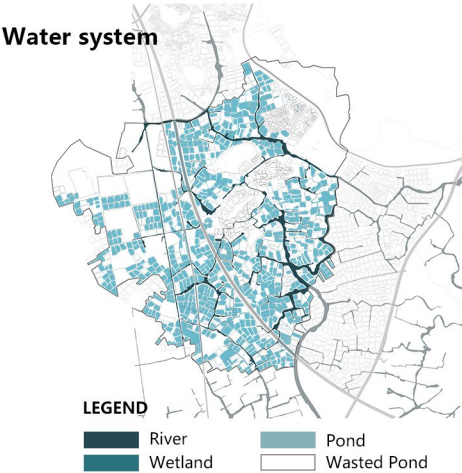 Water system
LEGEND
River
Pond
Wetland
Wasted Pond